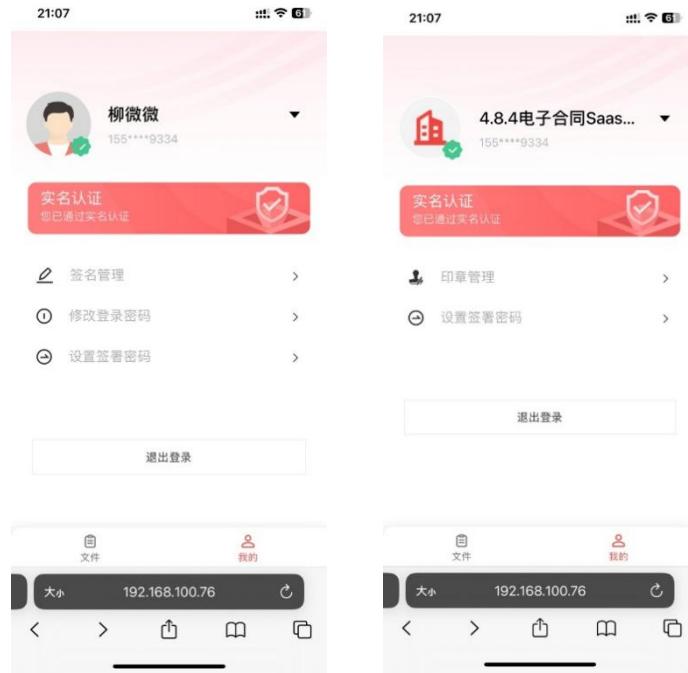 21:07
61
柳微微
155****9334
实名认证
您已通过实名认证
签名管理
修改登录密码
设置签署密码
退出登录
文件
我的
大小
192.168.100.76
21:07
61
4.8.4电子合同Saas...
155****9334
实名认证
您已通过实名认证
印章管理
设置签署密码
退出登录
文件
我的
大小
192.168.100.76